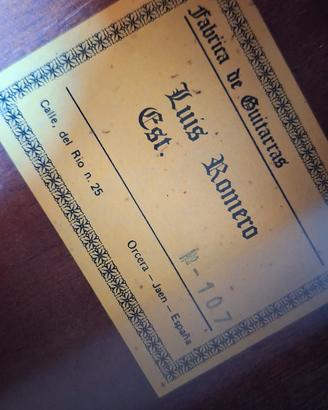 Fabrica de Guitarras
Luis Romero
Est.
N-107
Calle, del Rio n. 25
Orcera – Jaen – España